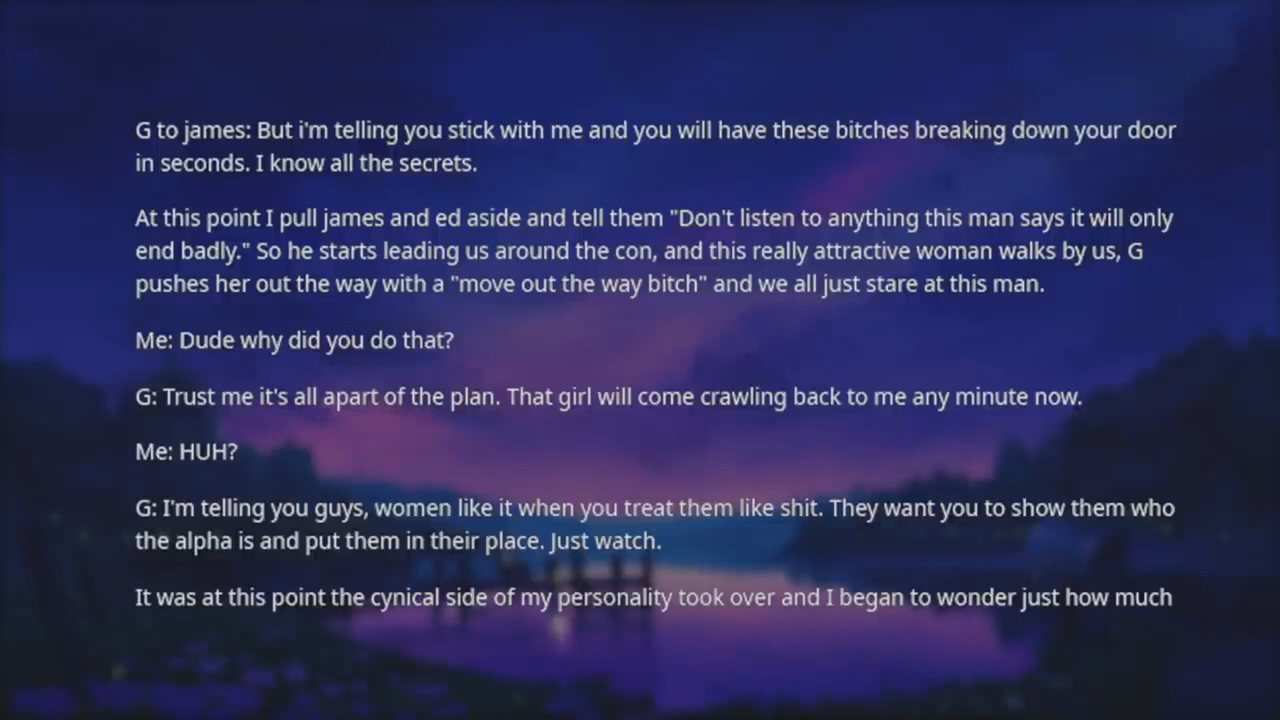 G to james: But i'm telling you stick with me and you will have these bitches breaking down your door
in seconds. I know all the secrets.
At this point I pull james and ed aside and tell them "Don't listen to anything this man says it will only
end badly." So he starts leading us around the con, and this really attractive woman walks by us, G
pushes her out the way with a "move out the way bitch" and we all just stare at this man.
Me: Dude why did you do that?
G: Trust me it's all apart of the plan. That girl will come crawling back to me any minute now.
Me: HUH?
G: I'm telling you guys, women like it when you treat them like shit. They want you to show them who
the alpha is and put them in their place. Just watch.
It was at this point the cynical side of my personality took over and I began to wonder just how much